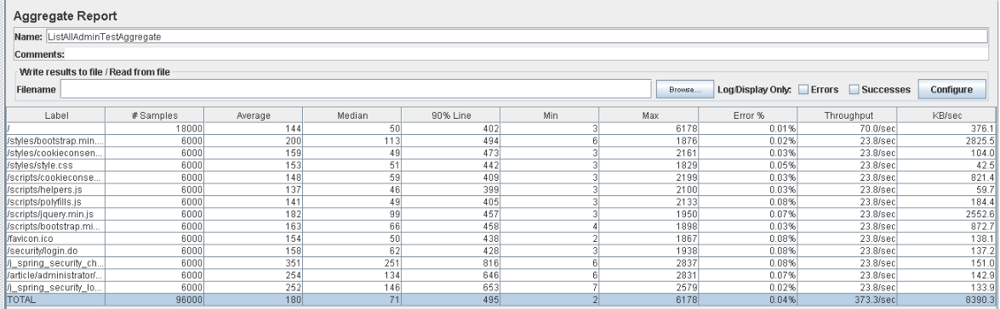 Aggregate Report
Name: ListAllAdminTestAggregate
Comments:
Write results to file / Read from file
Filename Browse... Log/Display Only: Errors Successes Configure
Label # Samples Average Median 90% Line Min Max Error % Throughput KB/sec
/ 18000 144 50 402 3 6178 0.01% 70.0/sec 376.1
/styles/bootstrap.min.... 6000 200 113 494 6 1876 0.02% 23.8/sec 2825.5
/styles/cookieconsen... 6000 159 49 473 3 2161 0.03% 23.8/sec 104.0
/styles/style.css 6000 153 51 442 3 1829 0.05% 23.8/sec 42.5
/scripts/cookieconse... 6000 148 59 409 3 2199 0.03% 23.8/sec 821.4
/scripts/helpers.js 6000 137 46 399 3 2100 0.03% 23.8/sec 59.7
/scripts/polyfills.js 6000 141 49 405 3 2133 0.08% 23.8/sec 184.4
/scripts/jquery.min.js 6000 182 99 457 3 1950 0.07% 23.8/sec 2552.6
/scripts/bootstrap.mi... 6000 163 66 458 4 1898 0.03% 23.8/sec 872.7
/favicon.ico 6000 154 50 438 2 1867 0.08% 23.8/sec 138.1
/security/login.do 6000 158 62 428 3 1938 0.08% 23.8/sec 137.2
/j_spring_security_ch... 6000 351 251 816 6 2837 0.08% 23.8/sec 151.0
/article/administrator/... 6000 254 134 646 6 2831 0.07% 23.8/sec 142.9
/j_spring_security_lo... 6000 252 146 653 7 2579 0.02% 23.8/sec 133.9
TOTAL 96000 180 71 495 2 6178 0.04% 373.3/sec 8390.3